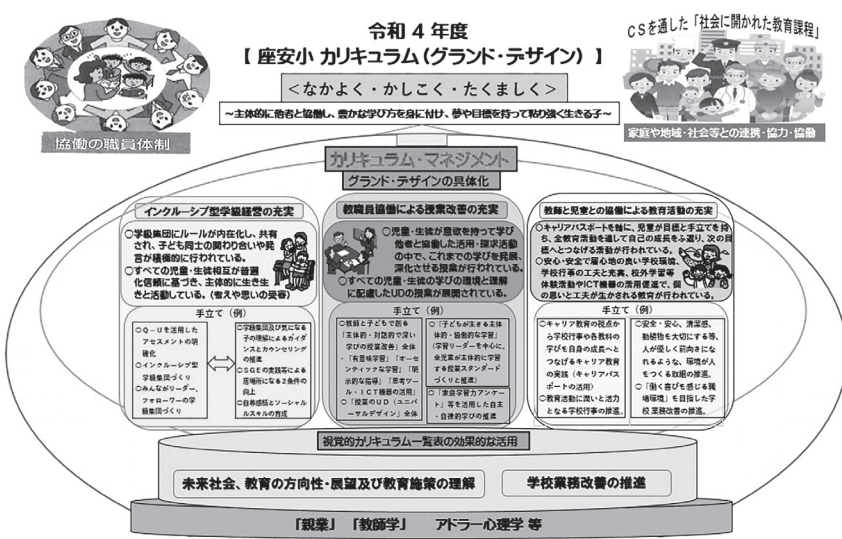 令和４年度
【 座安小 カリキュラム（グランド・デザイン） 】
＜なかよく・かしこく・たくましく＞
～主体的に他者と協働し、豊かな学び方を身に付け、夢や目標を持って粘り強く生きる子～
協働の職員体制
ＣＳを通した「社会に開かれた教育課程」
家庭や地域・社会等との連携・協力・協働
カリキュラム・マネジメント
グランド・デザインの具体化
インクルーシブ型学級経営の充実
○学級集団にルールが内在化し、共有
され、子ども同士の関わり合いや発
言が積極的に行われている。
○すべての児童・生徒相互が普遍
化信頼に基づき、主体的に生き生
きと活動している。（考えや思いの受容）
手立て（例）
○Ｑ－Ｕを活用した
アセスメントの明
確化
○インクルーシブ型
学級集団づくり
○みんながリーダー、
フォローワーの学
級集団づくり
○学級集団及び気になる
子の理解によるガイダ
ンスとカウンセリング
の推進
○ＳＧＥの実践等による
居場所になる２条件の
向上
○自尊感情とソーシャル
ルスキルの育成
教職員協働による授業改善の充実
○児童・生徒が意欲を持って学び
他者と協働した活用・探求活動
の中で、これまでの学びを発展、
深化させる授業が行われている。
○すべての児童・生徒の学びの環境と理解
に配慮したUDの授業が展開されている。
手立て（例）
○教師と子どもで創る
「主体的・対話的で深い
学びの授業改善」全体
・「有意味学習」「オーセ
ンティックな学習」「明
示的な指導」「思考ツー
ル・ＩＣＴ機器の活用」
○「授業のＵＤ（ユニバ
ーサルデザイン」全体
○「子どもが生きる主体
体的・協働的な学習」
（学習リーダーを中心に、
全児童が主体的に学習
する授業スタンダード
づくりと推進）
○「家庭学習力アンケー
ト」等を活用した自主
・自律的学びの推進
教師と児童との協働による教育活動の充実
○キャリアパスポートを軸に、児童が目標と手立てを持
ち、全教育活動を通して自己の成長をふり返り、次の目
標へとつなげる活動が行われている。
○安心・安全で居心地の良い学校環境、
学校行事の工夫と充実、校外学習等
体験活動やICT機器の活用促進で、個
の思いと工夫が生かされる教育が行われている。
手立て（例）
○キャリア教育の視点か
ら学校行事や各教科の
学びも自身の成長へと
つなげるキャリア教育
の実践（キャリアパス
ポートの活用）
○教育活動に潤いと活力
となる学校行事の推進。
○安全・安心、清潔感、
動植物も大切にする等、
人が優しく前向きにな
れるような、環境が人
をつくる取組の推進。
○「働く喜びも感じる職
場環境」を目指した学
校業務改善の推進。
視覚的カリキュラム一覧表の効果的な活用
未来社会、教育の方向性・展望及び教育施策の理解
学校業務改善の推進
「親業」 「教師学」 アドラー心理学 等